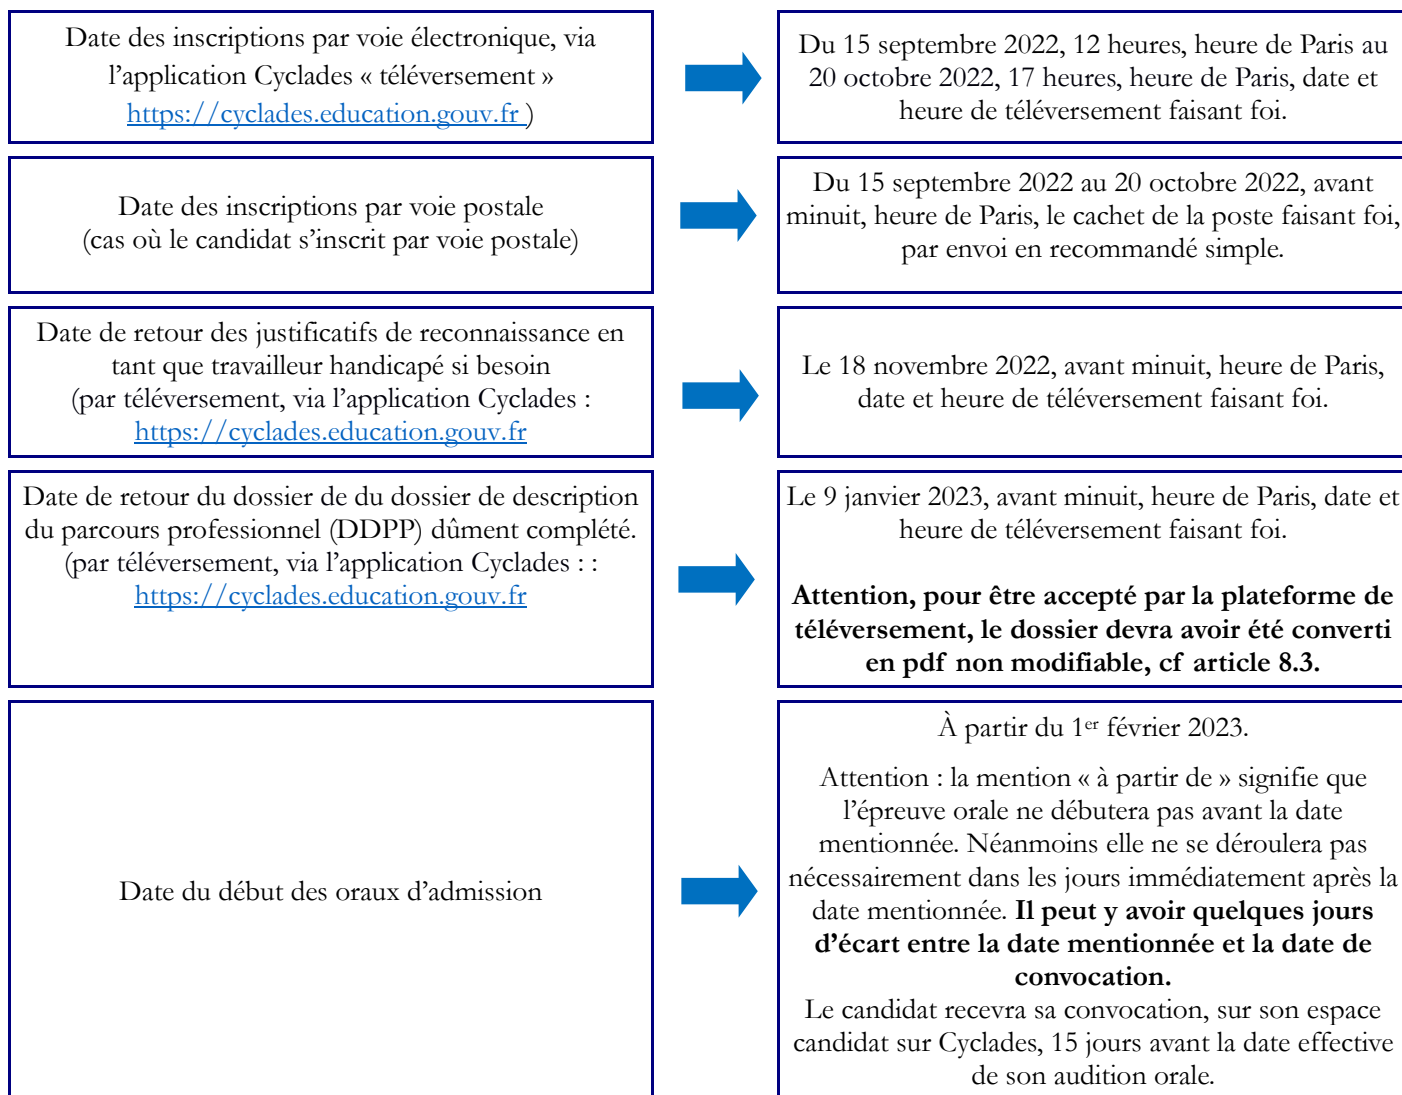 Date des inscriptions par voie électronique, via
l'application Cyclades « téléversement »
https://cyclades.education.gouv.fr )
Du 15 septembre 2022, 12 heures, heure de Paris au
20 octobre 2022, 17 heures, heure de Paris, date et
heure de téléversement faisant foi.
Date des inscriptions par voie postale
(cas où le candidat s'inscrit par voie postale)
Du 15 septembre 2022 au 20 octobre 2022, avant
minuit, heure de Paris, le cachet de la poste faisant foi,
par envoi en recommandé simple.
Date de retour des justificatifs de reconnaissance en
tant que travailleur handicapé si besoin
(par téléversement, via l'application Cyclades :
https://cyclades.education.gouv.fr
Le 18 novembre 2022, avant minuit, heure de Paris,
date et heure de téléversement faisant foi.
Date de retour du dossier de du dossier de description
du parcours professionnel (DDPP) dûment complété.
(par téléversement, via l'application Cyclades : :
https://cyclades.education.gouv.fr
Le 9 janvier 2023, avant minuit, heure de Paris, date et
heure de téléversement faisant foi.
Attention, pour être accepté par la plateforme de
téléversement, le dossier devra avoir été converti
en pdf non modifiable, cf article 8.3.
Date du début des oraux d'admission
À partir du 1er février 2023.
Attention : la mention « à partir de » signifie que
l'épreuve orale ne débutera pas avant la date
mentionnée. Néanmoins elle ne se déroulera pas
nécessairement dans les jours immédiatement après la
date mentionnée. Il peut y avoir quelques jours
d'écart entre la date mentionnée et la date de
convocation.
Le candidat recevra sa convocation, sur son espace
candidat sur Cyclades, 15 jours avant la date effective
de son audition orale.